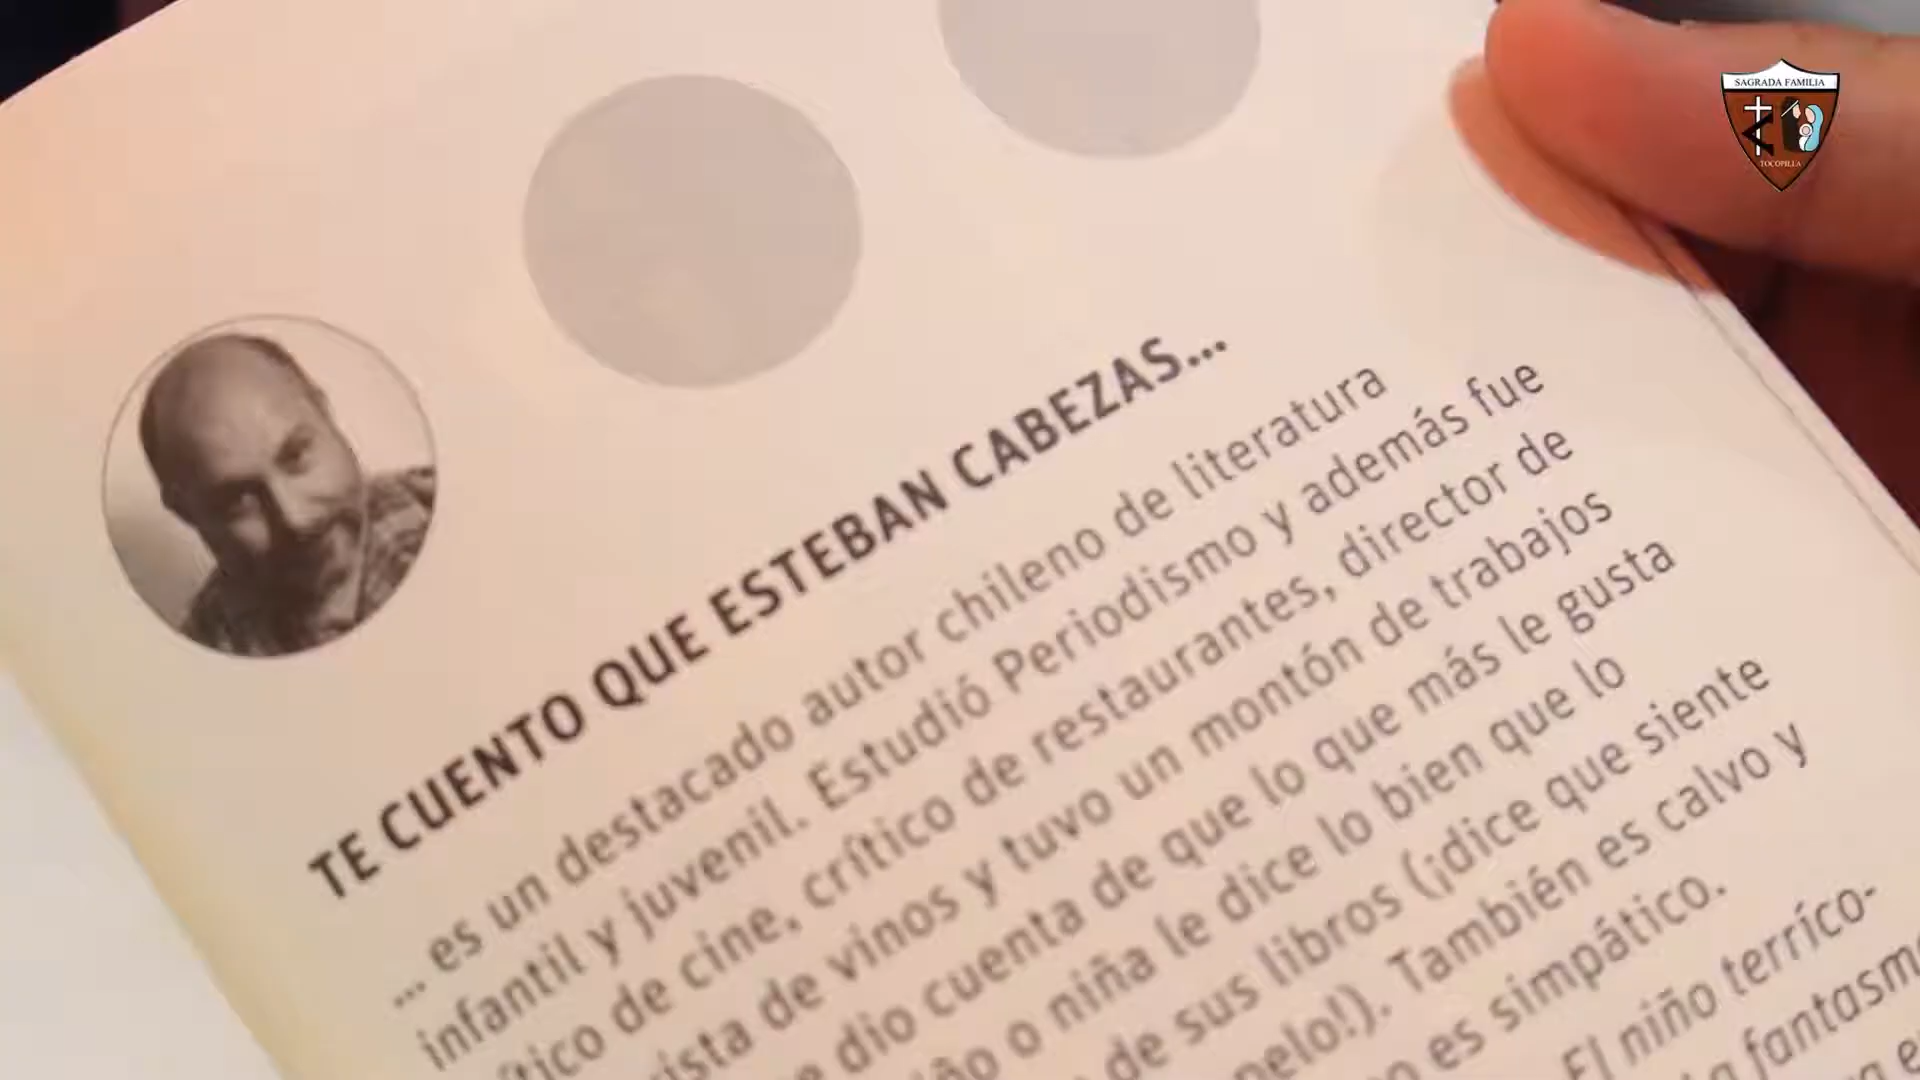 SAGRADA FAMILIA
TOCOPILLA
TE CUENTO QUE ESTEBAN CABEZAS...
... es un destacado autor chileno de literatura
infantil y juvenil. Estudió Periodismo y además fue
de cine, crítico de restaurantes, director de
de vinos y tuvo un montón de trabajos
dio cuenta de que lo que más le gusta
o niña le dice lo bien que lo
de sus libros (¡dice que siente
También es calvo y
es simpático.
El niño terríco-